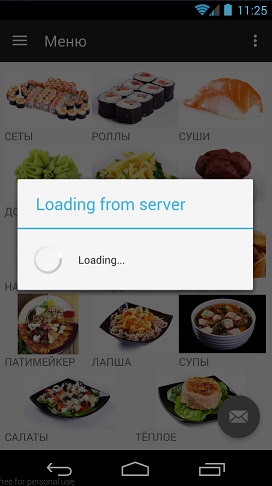 11:25
Меню
СЕТЫ РОЛЛЫ СУШИ
ДО
Loading from server
Loading...
НА
ПАТИМЕЙКЕР ЛАПША СУПЫ
САЛАТЫ ТЁПЛОЕ
free for personal use